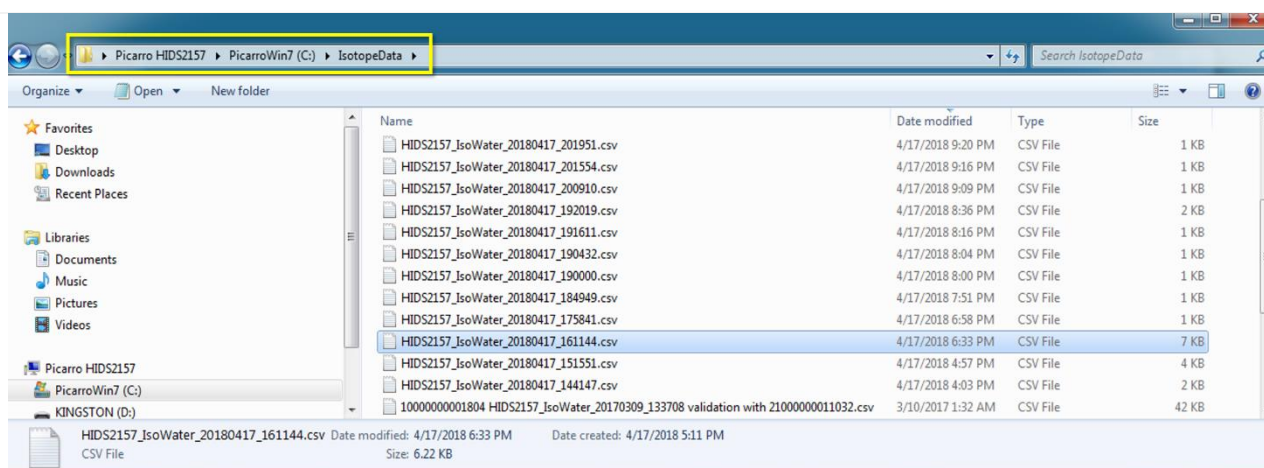 Picarro HIDS2157 ▸ PicarroWin7 (C:) ▸ IsotopeData ▸ Search IsotopeData
Organize Open New folder
Favorites
Desktop
Downloads
Recent Places
Libraries
Documents
Music
Pictures
Videos
Picarro HIDS2157
PicarroWin7 (C:)
KINGSTON (D:)
Name Date modified Type Size
HIDS2157_IsoWater_20180417_201951.csv 4/17/2018 9:20 PM CSV File 1 KB
HIDS2157_IsoWater_20180417_201554.csv 4/17/2018 9:16 PM CSV File 1 KB
HIDS2157_IsoWater_20180417_200910.csv 4/17/2018 9:09 PM CSV File 1 KB
HIDS2157_IsoWater_20180417_192019.csv 4/17/2018 8:36 PM CSV File 2 KB
HIDS2157_IsoWater_20180417_191611.csv 4/17/2018 8:16 PM CSV File 1 KB
HIDS2157_IsoWater_20180417_190432.csv 4/17/2018 8:04 PM CSV File 1 KB
HIDS2157_IsoWater_20180417_190000.csv 4/17/2018 8:00 PM CSV File 1 KB
HIDS2157_IsoWater_20180417_184949.csv 4/17/2018 7:51 PM CSV File 1 KB
HIDS2157_IsoWater_20180417_175841.csv 4/17/2018 6:58 PM CSV File 1 KB
HIDS2157_IsoWater_20180417_161144.csv 4/17/2018 6:33 PM CSV File 7 KB
HIDS2157_IsoWater_20180417_151551.csv 4/17/2018 4:57 PM CSV File 4 KB
HIDS2157_IsoWater_20180417_144147.csv 4/17/2018 4:03 PM CSV File 2 KB
10000000001804 HIDS2157_IsoWater_20170309_133708 validation with 21000000011032.csv 3/10/2017 1:32 AM CSV File 42 KB
HIDS2157_IsoWater_20180417_161144.csv Date modified: 4/17/2018 6:33 PM Date created: 4/17/2018 5:11 PM
CSV File Size: 6.22 KB